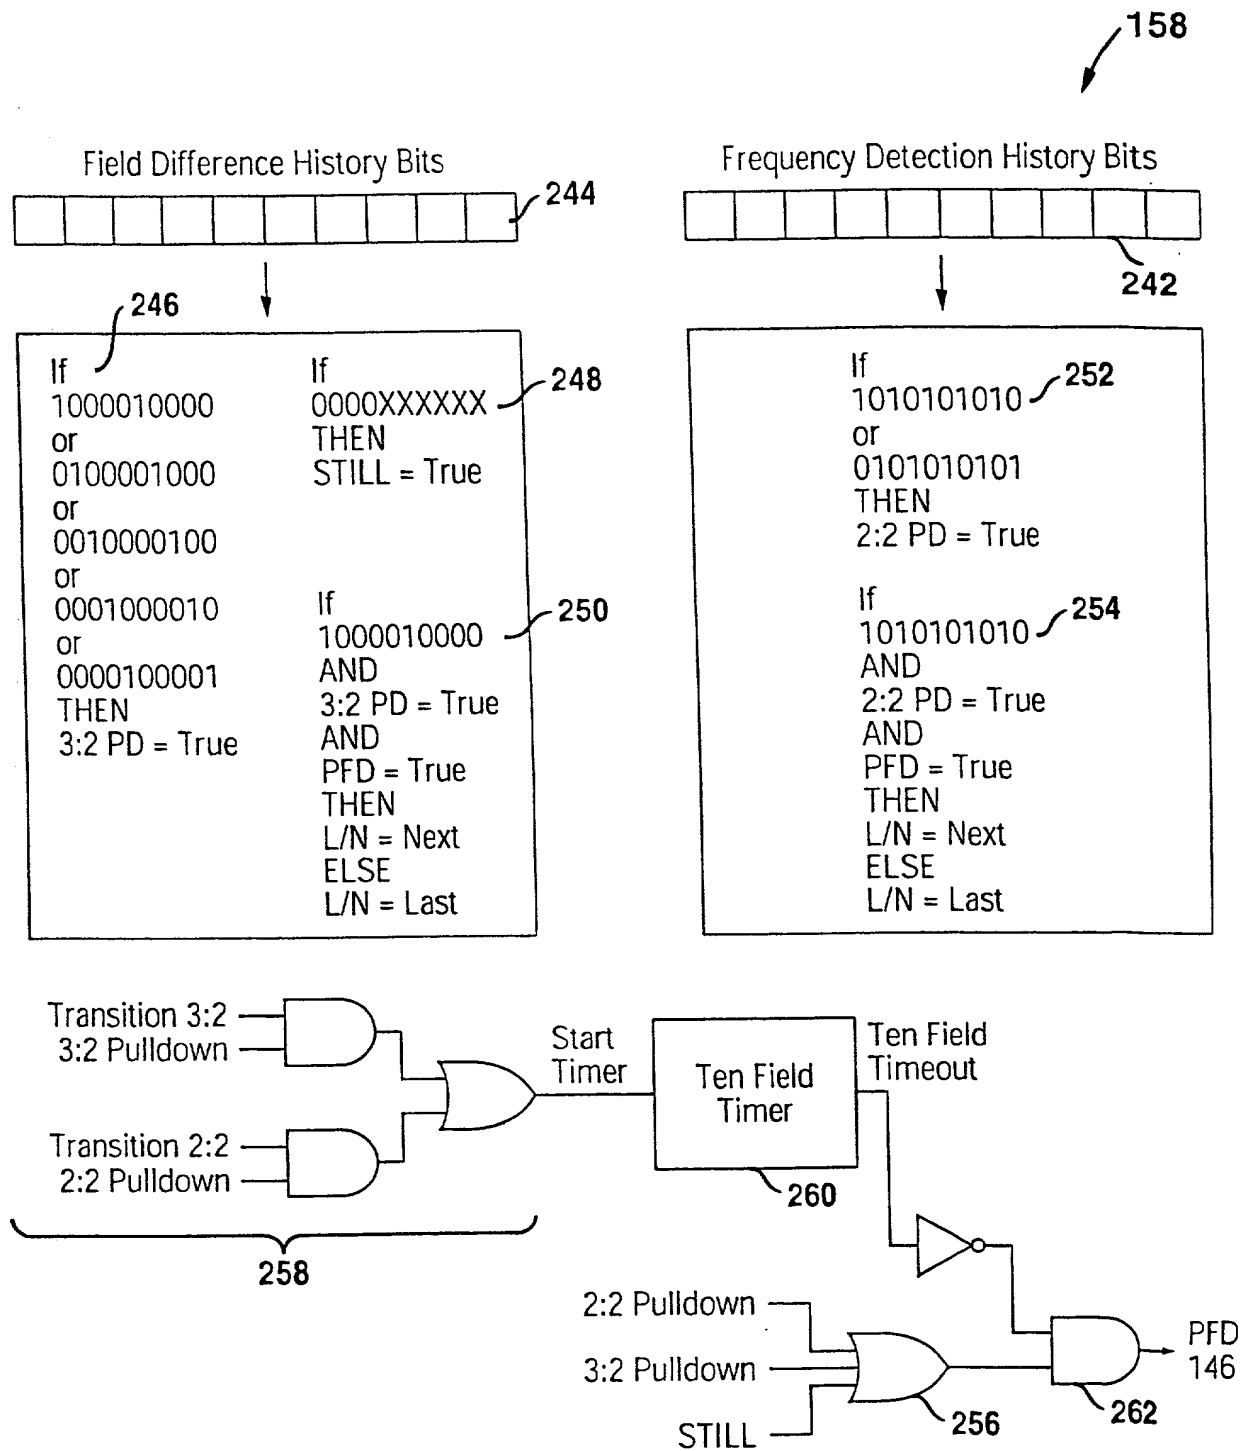 158
Field Difference History Bits
244
Frequency Detection History Bits
242
246
If
1000010000
or
0100001000
or
0010000100
or
0001000010
or
0000100001
THEN
3:2 PD = True
If
0000XXXXXX
248
THEN
STILL = True
If
1000010000
250
AND
3:2 PD = True
AND
PFD = True
THEN
L/N = Next
ELSE
L/N = Last
If
1010101010
252
or
0101010101
THEN
2:2 PD = True
If
1010101010
254
AND
2:2 PD = True
AND
PFD = True
THEN
L/N = Next
ELSE
L/N = Last
Transition 3:2
3:2 Pulldown
Transition 2:2
2:2 Pulldown
258
Start
Timer
Ten Field
Timer
260
Ten Field
Timeout
2:2 Pulldown
3:2 Pulldown
STILL
256
262
PFD
146